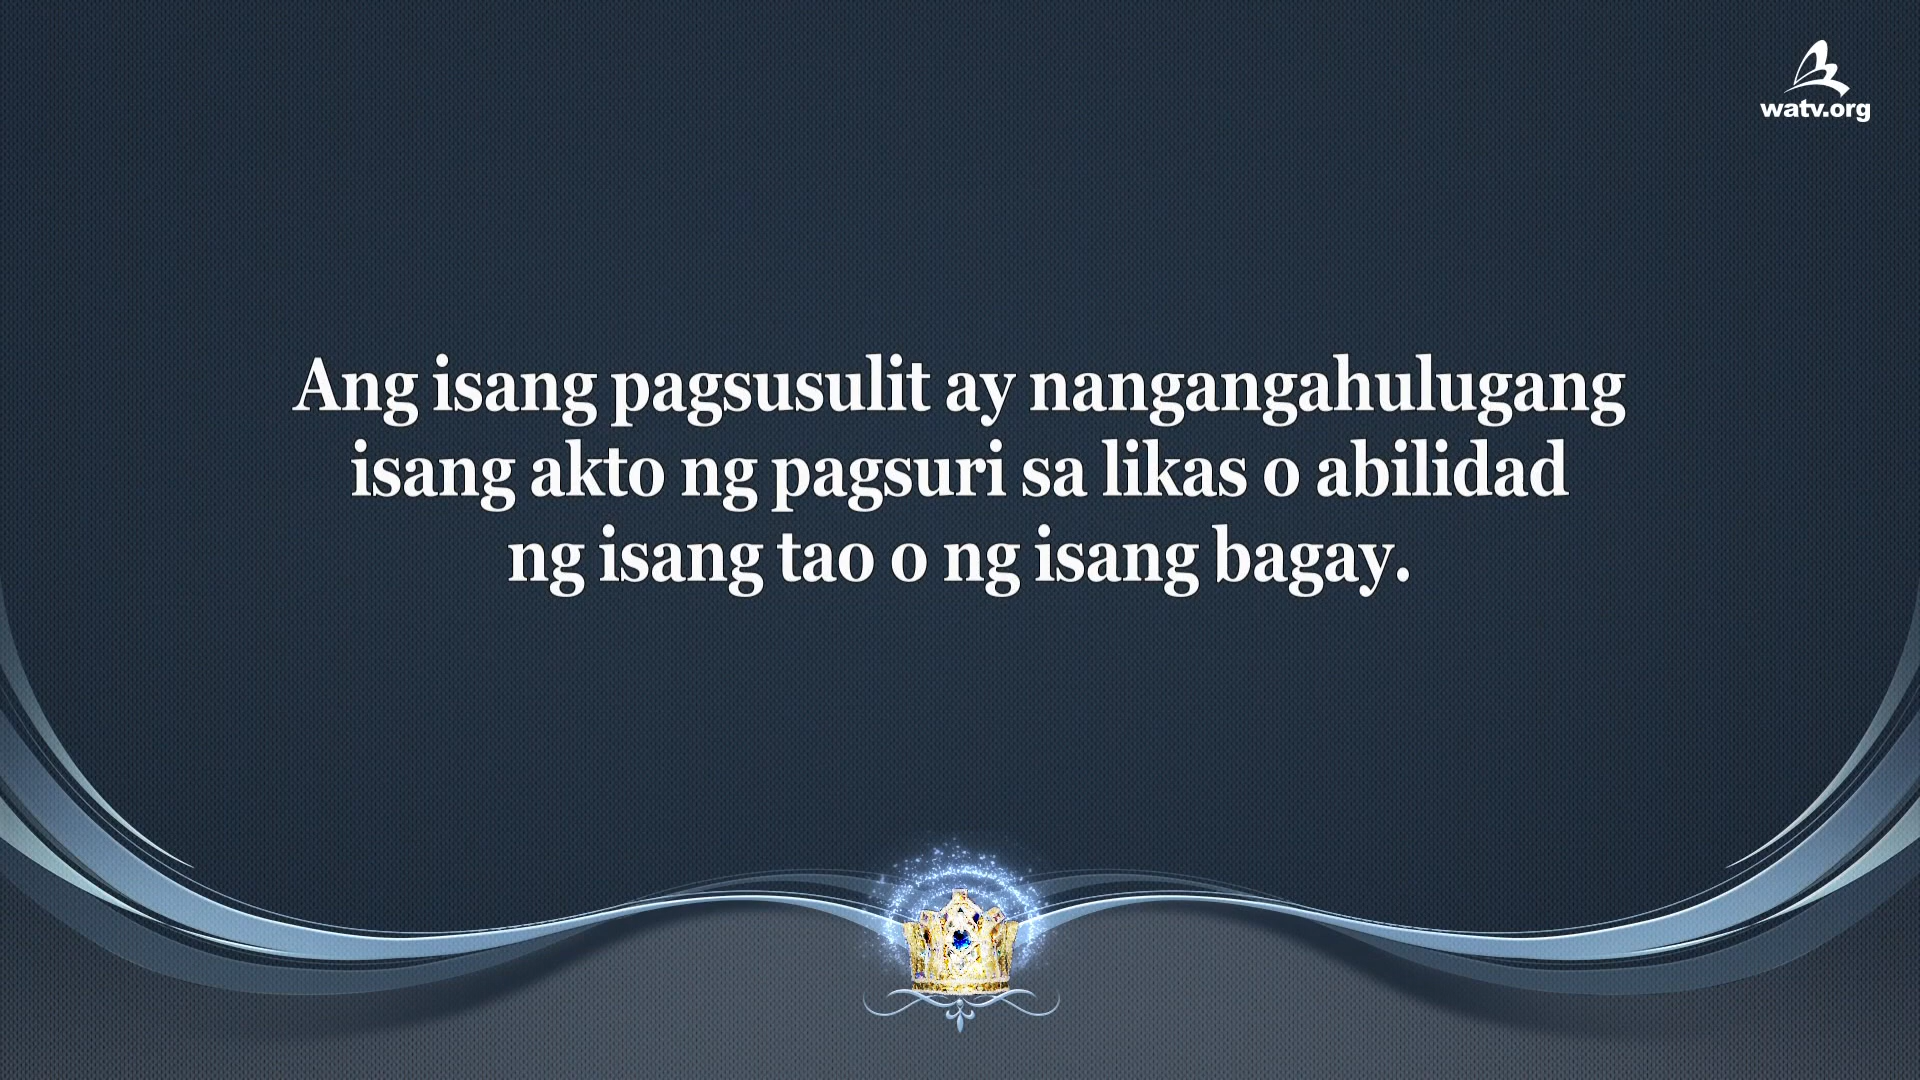 watv.org
Ang isang pagsusulit ay nangangahulugang
isang akto ng pagsuri sa likas o abilidad
ng isang tao o ng isang bagay.